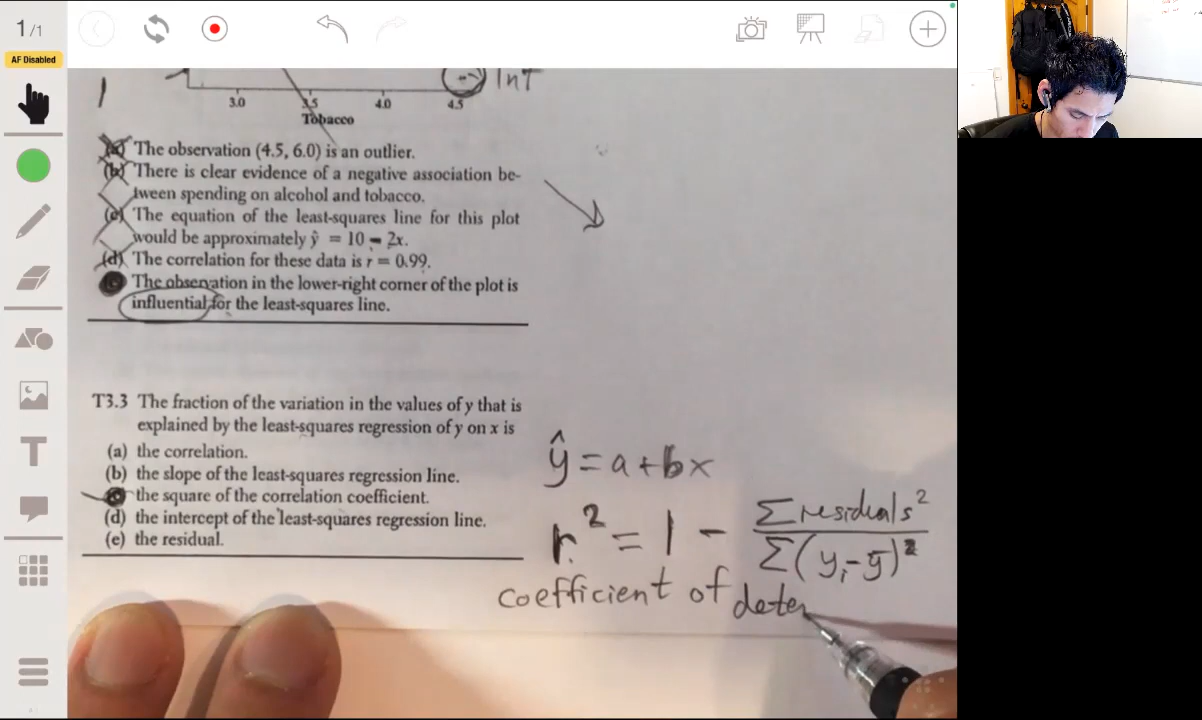 1/1
AF Disabled
Int
3.0 3.5 4.0 4.5
Tobacco
(a) The observation (4.5, 6.0) is an outlier.
(b) There is clear evidence of a negative association be-
tween spending on alcohol and tobacco.
(c) The equation of the least-squares line for this plot
would be approximately ŷ = 10 - 2x.
(d) The correlation for these data is r = 0.99.
The observation in the lower-right corner of the plot is
influential for the least-squares line.
T3.3 The fraction of the variation in the values of y that is
explained by the least-squares regression of y on x is
(a) the correlation.
(b) the slope of the least-squares regression line.
the square of the correlation coefficient.
(d) the intercept of the least-squares regression line.
(e) the residual.
ŷ = a + bx
r² = 1 - Σ residuals² / Σ(yᵢ - ȳ)²
coefficient of deter
T